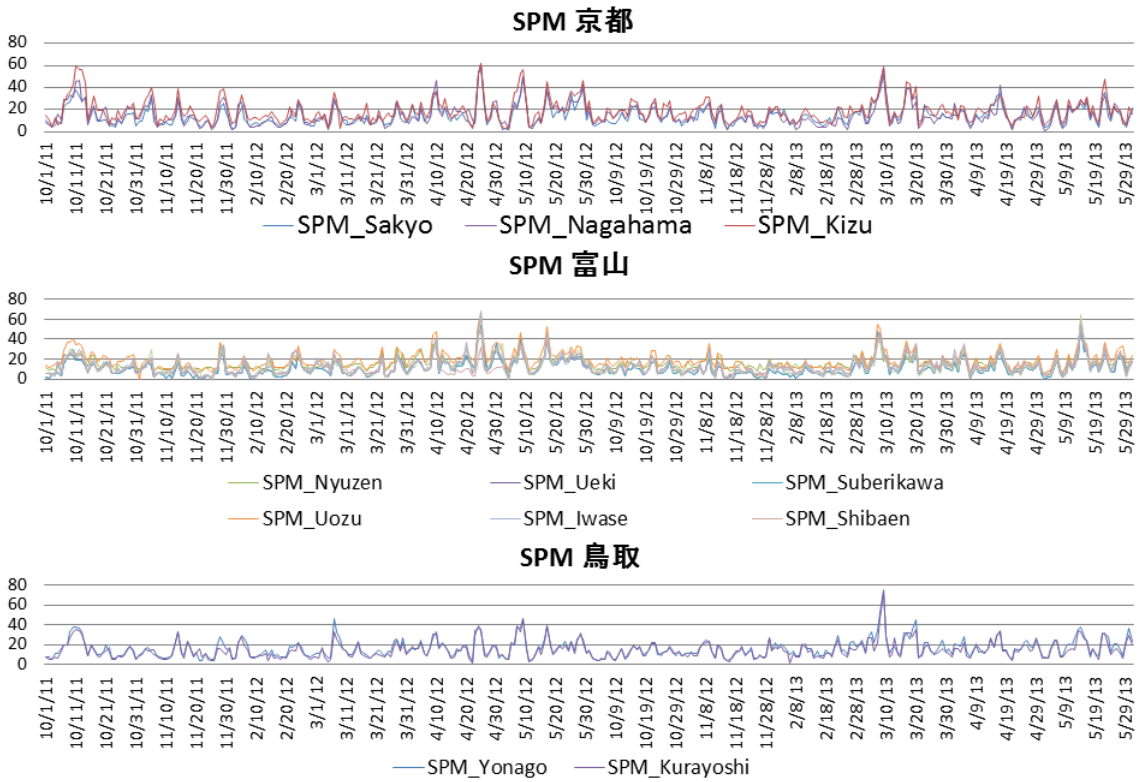 SPM 京都
80
60
40
20
0
10/1/11 10/11/11 10/21/11 10/31/11 11/10/11 11/20/11 11/30/11 2/10/12 2/20/12 3/1/12 3/11/12 3/21/12 3/31/12 4/10/12 4/20/12 4/30/12 5/10/12 5/20/12 5/30/12 10/9/12 10/19/12 10/29/12 11/8/12 11/18/12 11/28/12 2/8/13 2/18/13 2/28/13 3/10/13 3/20/13 3/30/13 4/9/13 4/19/13 4/29/13 5/9/13 5/19/13 5/29/13
SPM_Sakyo SPM_Nagahama SPM_Kizu
SPM 富山
80
60
40
20
0
10/1/11 10/11/11 10/21/11 10/31/11 11/10/11 11/20/11 11/30/11 2/10/12 2/20/12 3/1/12 3/11/12 3/21/12 3/31/12 4/10/12 4/20/12 4/30/12 5/10/12 5/20/12 5/30/12 10/9/12 10/19/12 10/29/12 11/8/12 11/18/12 11/28/12 2/8/13 2/18/13 2/28/13 3/10/13 3/20/13 3/30/13 4/9/13 4/19/13 4/29/13 5/9/13 5/19/13 5/29/13
SPM_Nyuzen SPM_Ueki SPM_Suberikawa
SPM_Uozu SPM_Iwase SPM_Shibaen
SPM 鳥取
80
60
40
20
0
10/1/11 10/11/11 10/21/11 10/31/11 11/10/11 11/20/11 11/30/11 2/10/12 2/20/12 3/1/12 3/11/12 3/21/12 3/31/12 4/10/12 4/20/12 4/30/12 5/10/12 5/20/12 5/30/12 10/9/12 10/19/12 10/29/12 11/8/12 11/18/12 11/28/12 2/8/13 2/18/13 2/28/13 3/10/13 3/20/13 3/30/13 4/9/13 4/19/13 4/29/13 5/9/13 5/19/13 5/29/13
SPM_Yonago SPM_Kurayoshi